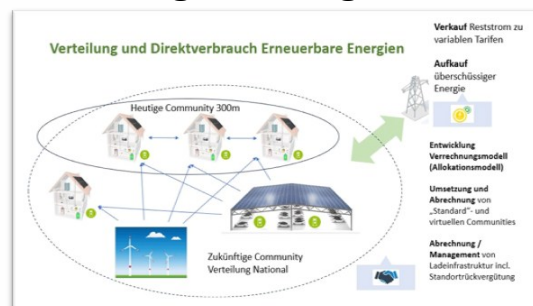 Verteilung und Direktverbrauch Erneuerbare Energien
Heutige Community 300m
Zukünftige Community
Verteilung National
Verkauf Reststrom zu
variablen Tarifen
Aufkauf
überschüssiger
Energie
Entwicklung
Verrechnungsmodell
(Allokationsmodell)
Umsetzung und
Abrechnung von
„Standard“- und
virtuellen Communities
Abrechnung /
Management von
Ladeinfrastruktur incl.
Standortrückvergütung